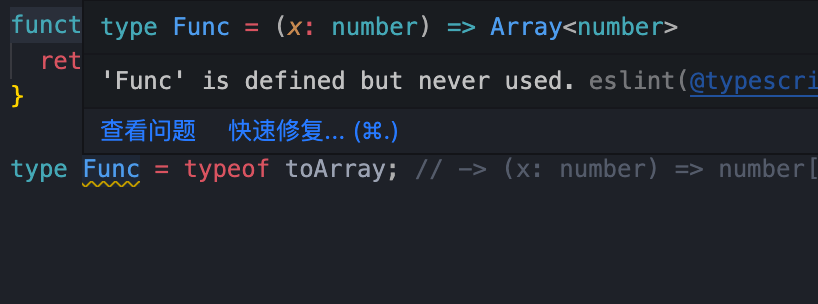 funct
type Func = (x: number) => Array<number>
ret
'Func' is defined but never used. eslint(@typescri
}
查看问题 快速修复... (⌘.)
type Func = typeof toArray; // -> (x: number) => number[